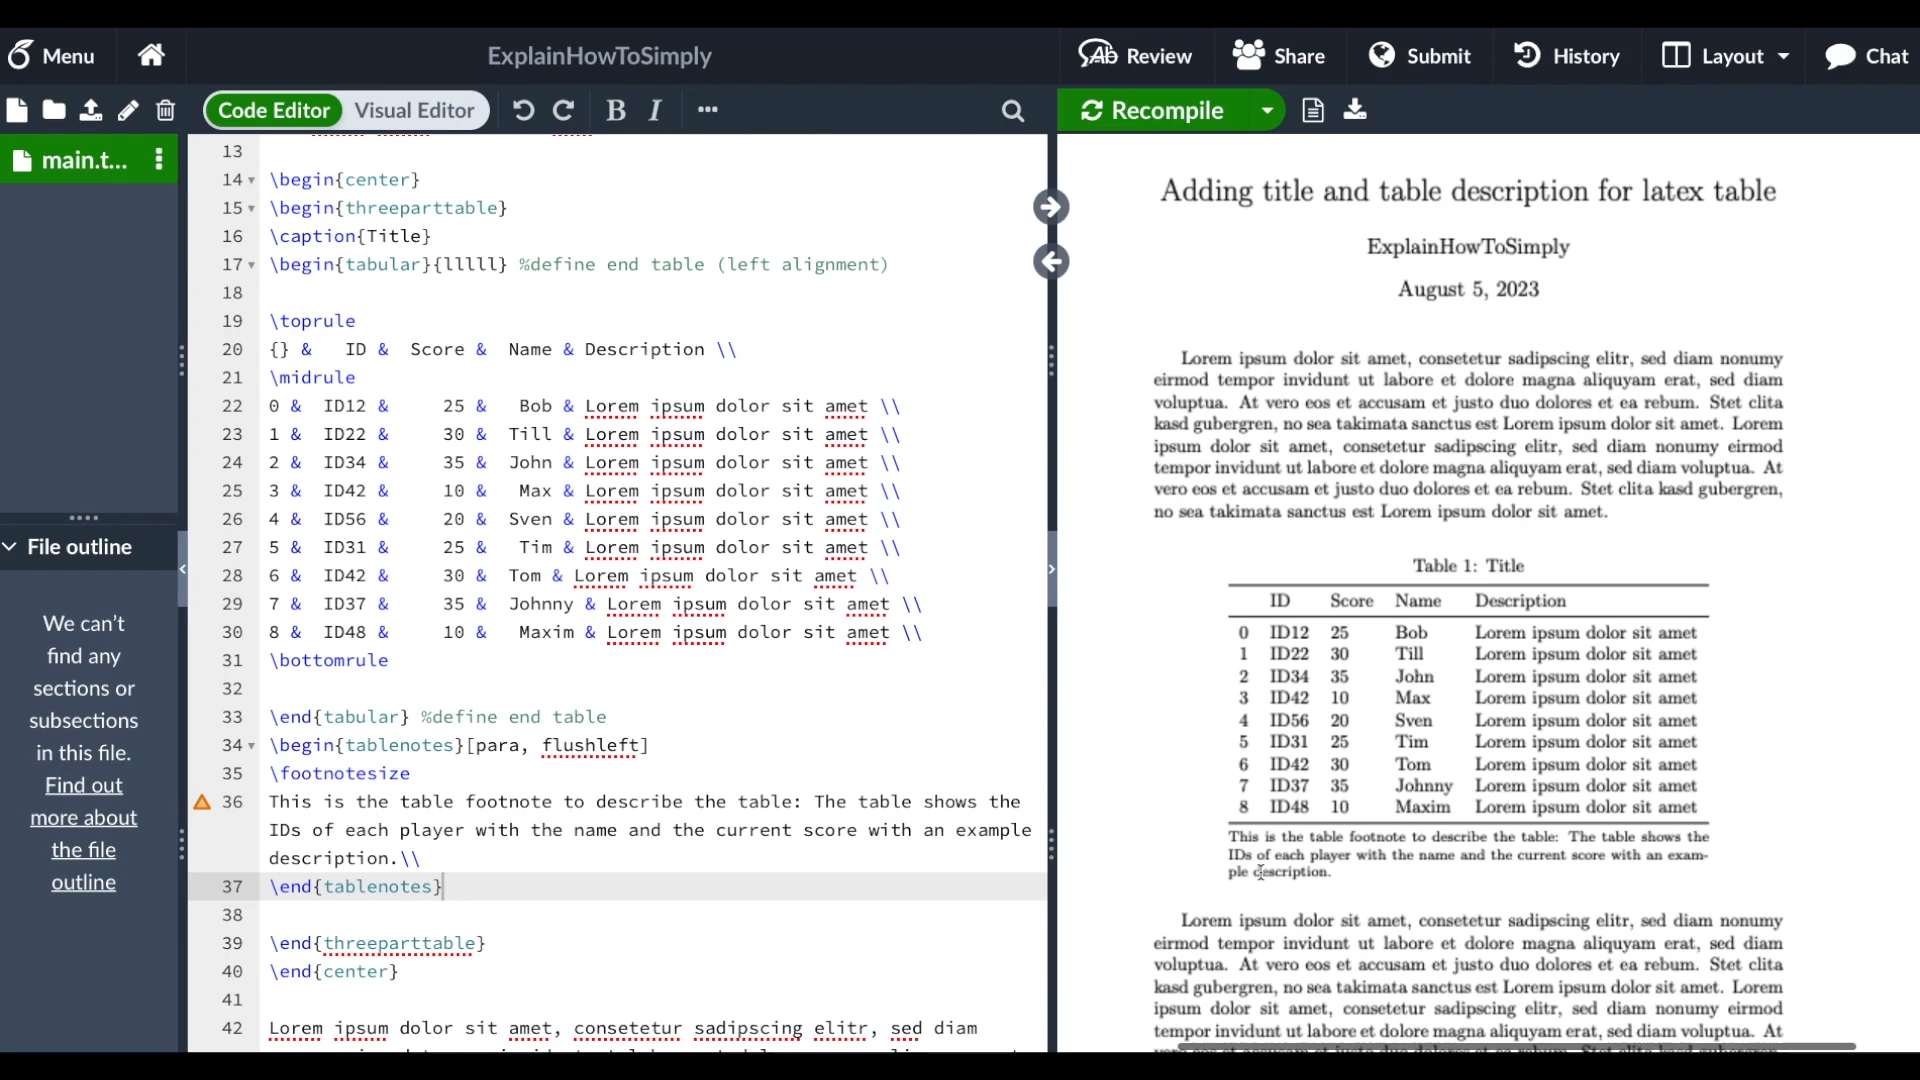 Menu
ExplainHowToSimply
Review
Share
Submit
History
Layout
Chat
Code Editor
Visual Editor
B I
Recompile
main.t...
File outline
We can't
find any
sections or
subsections
in this file.
Find out
more about
the file
outline
13
14 \begin{center}
15 \begin{threeparttable}
16 \caption{Title}
17 \begin{tabular}{lllll} %define end table (left alignment)
18
19 \toprule
20 {} & ID & Score & Name & Description \\
21 \midrule
22 0 & ID12 & 25 & Bob & Lorem ipsum dolor sit amet \\
23 1 & ID22 & 30 & Till & Lorem ipsum dolor sit amet \\
24 2 & ID34 & 35 & John & Lorem ipsum dolor sit amet \\
25 3 & ID42 & 10 & Max & Lorem ipsum dolor sit amet \\
26 4 & ID56 & 20 & Sven & Lorem ipsum dolor sit amet \\
27 5 & ID31 & 25 & Tim & Lorem ipsum dolor sit amet \\
28 6 & ID42 & 30 & Tom & Lorem ipsum dolor sit amet \\
29 7 & ID37 & 35 & Johnny & Lorem ipsum dolor sit amet \\
30 8 & ID48 & 10 & Maxim & Lorem ipsum dolor sit amet \\
31 \bottomrule
32
33 \end{tabular} %define end table
34 \begin{tablenotes}[para, flushleft]
35 \footnotesize
36 This is the table footnote to describe the table: The table shows the
IDs of each player with the name and the current score with an example
description.\\
37 \end{tablenotes}
38
39 \end{threeparttable}
40 \end{center}
41
42 Lorem ipsum dolor sit amet, consetetur sadipscing elitr, sed diam
Adding title and table description for latex table
ExplainHowToSimply
August 5, 2023
Lorem ipsum dolor sit amet, consetetur sadipscing elitr, sed diam nonumy
eirmod tempor invidunt ut labore et dolore magna aliquyam erat, sed diam
voluptua. At vero eos et accusam et justo duo dolores et ea rebum. Stet clita
kasd gubergren, no sea takimata sanctus est Lorem ipsum dolor sit amet. Lorem
ipsum dolor sit amet, consetetur sadipscing elitr, sed diam nonumy eirmod
tempor invidunt ut labore et dolore magna aliquyam erat, sed diam voluptua. At
vero eos et accusam et justo duo dolores et ea rebum. Stet clita kasd gubergren,
no sea takimata sanctus est Lorem ipsum dolor sit amet.
Table 1: Title
ID Score Name Description
0 ID12 25 Bob Lorem ipsum dolor sit amet
1 ID22 30 Till Lorem ipsum dolor sit amet
2 ID34 35 John Lorem ipsum dolor sit amet
3 ID42 10 Max Lorem ipsum dolor sit amet
4 ID56 20 Sven Lorem ipsum dolor sit amet
5 ID31 25 Tim Lorem ipsum dolor sit amet
6 ID42 30 Tom Lorem ipsum dolor sit amet
7 ID37 35 Johnny Lorem ipsum dolor sit amet
8 ID48 10 Maxim Lorem ipsum dolor sit amet
This is the table footnote to describe the table: The table shows the
IDs of each player with the name and the current score with an exam-
ple description.
Lorem ipsum dolor sit amet, consetetur sadipscing elitr, sed diam nonumy
eirmod tempor invidunt ut labore et dolore magna aliquyam erat, sed diam
voluptua. At vero eos et accusam et justo duo dolores et ea rebum. Stet clita
kasd gubergren, no sea takimata sanctus est Lorem ipsum dolor sit amet. Lorem
ipsum dolor sit amet, consetetur sadipscing elitr, sed diam nonumy eirmod
tempor invidunt ut labore et dolore magna aliquyam erat, sed diam voluptua. At